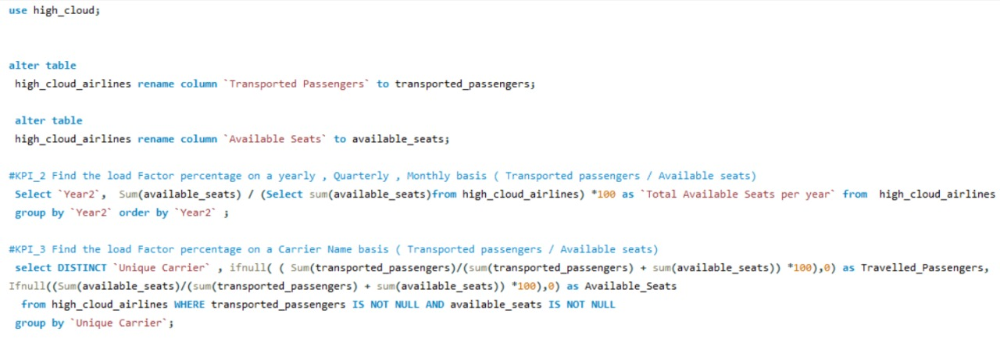 use high_cloud;
alter table
high_cloud_airlines rename column `Transported Passengers` to transported_passengers;
alter table
high_cloud_airlines rename column `Available Seats` to available_seats;
#KPI_2 Find the load Factor percentage on a yearly , Quarterly , Monthly basis ( Transported passengers / Available seats)
Select `Year2`,  Sum(available_seats) / (Select sum(available_seats)from high_cloud_airlines) *100 as `Total Available Seats per year` from  high_cloud_airlines
group by `Year2` order by `Year2` ;
#KPI_3 Find the load Factor percentage on a Carrier Name basis ( Transported passengers / Available seats)
select DISTINCT `Unique Carrier` , ifnull( ( Sum(transported_passengers)/(sum(transported_passengers) + sum(available_seats)) *100),0) as Travelled_Passengers,
Ifnull((Sum(available_seats)/(sum(transported_passengers) + sum(available_seats)) *100),0) as Available_Seats
from high_cloud_airlines WHERE transported_passengers IS NOT NULL AND available_seats IS NOT NULL
group by `Unique Carrier`;